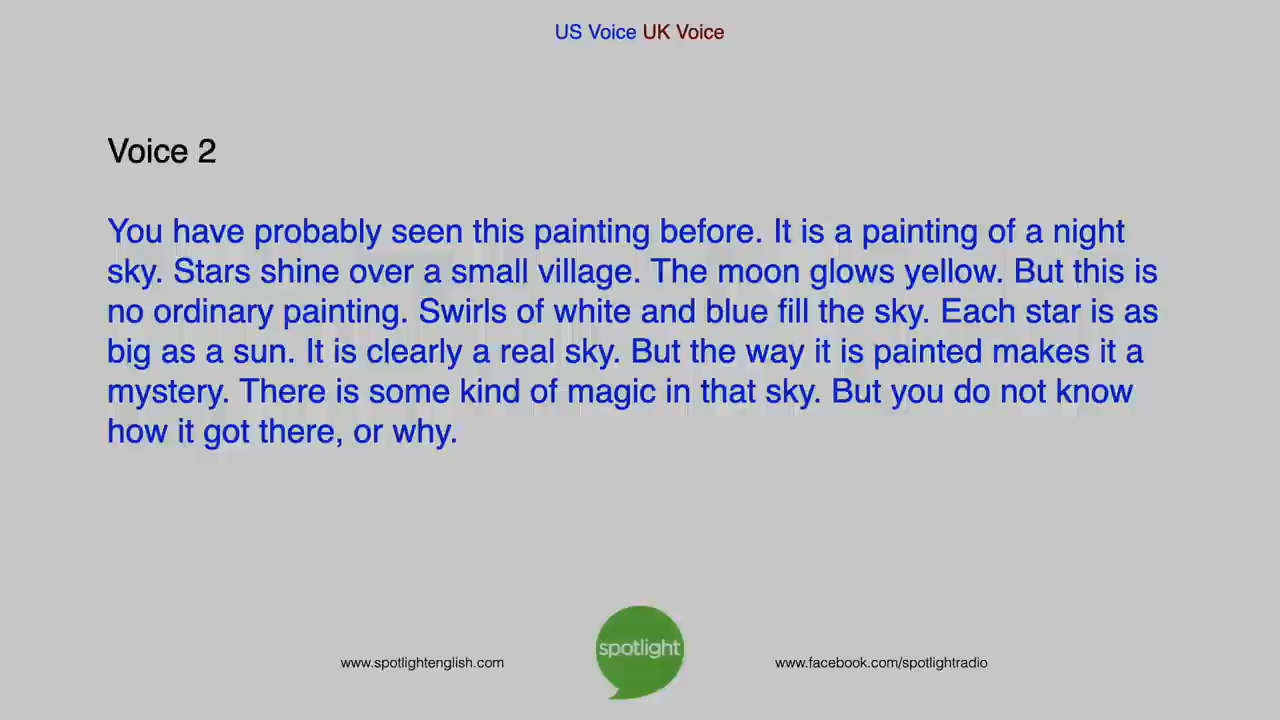 US Voice UK Voice
Voice 2
You have probably seen this painting before. It is a painting of a night
sky. Stars shine over a small village. The moon glows yellow. But this is
no ordinary painting. Swirls of white and blue fill the sky. Each star is as
big as a sun. It is clearly a real sky. But the way it is painted makes it a
mystery. There is some kind of magic in that sky. But you do not know
how it got there, or why.
spotlight
www.spotlightenglish.com
www.facebook.com/spotlightradio